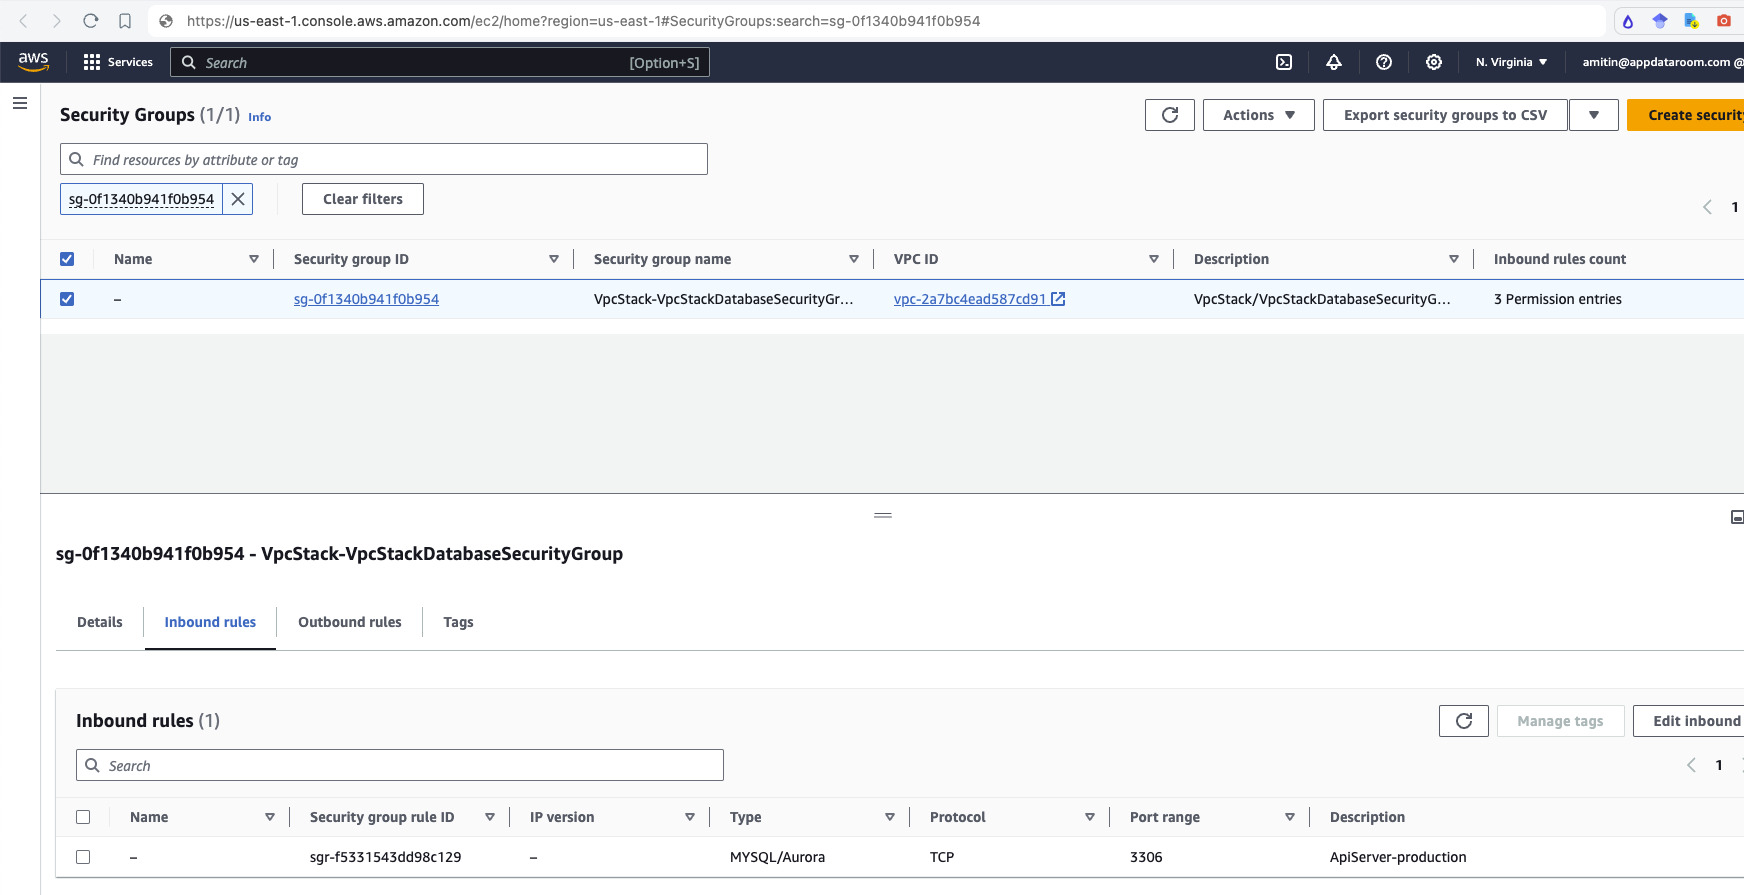 https://us-east-1.console.aws.amazon.com/ec2/home?region=us-east-1#SecurityGroups:search=sg-0f1340b941f0b954
aws Services Search [Option+S] N. Virginia amitin@appdataroom.com @
Security Groups (1/1) Info Actions Export security groups to CSV Create security
Find resources by attribute or tag
sg-0f1340b941f0b954 Clear filters
1
Name Security group ID Security group name VPC ID Description Inbound rules count
– sg-0f1340b941f0b954 VpcStack-VpcStackDatabaseSecurityGr... vpc-2a7bc4ead587cd91 VpcStack/VpcStackDatabaseSecurityG... 3 Permission entries
sg-0f1340b941f0b954 - VpcStack-VpcStackDatabaseSecurityGroup
Details Inbound rules Outbound rules Tags
Inbound rules (1) Manage tags Edit inbound
Search 1
Name Security group rule ID IP version Type Protocol Port range Description
– sgr-f5331543dd98c129 – MYSQL/Aurora TCP 3306 ApiServer-production